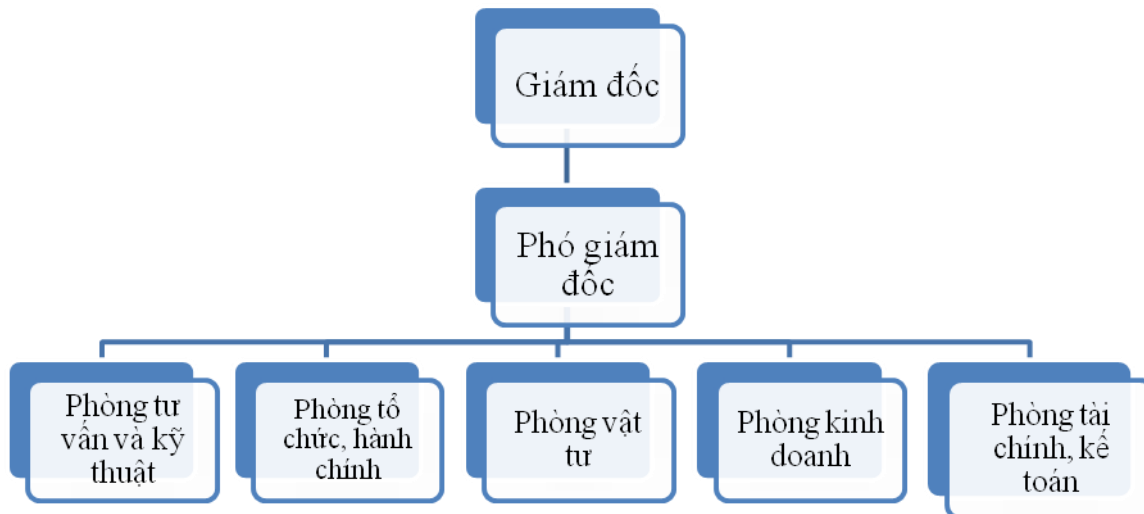 Giám đốc
Phó giám
đốc
Phòng tư
vấn và kỹ
thuật
Phòng tổ
chức, hành
chính
Phòng vật
tư
Phòng kinh
doanh
Phòng tài
chính, kế
toán